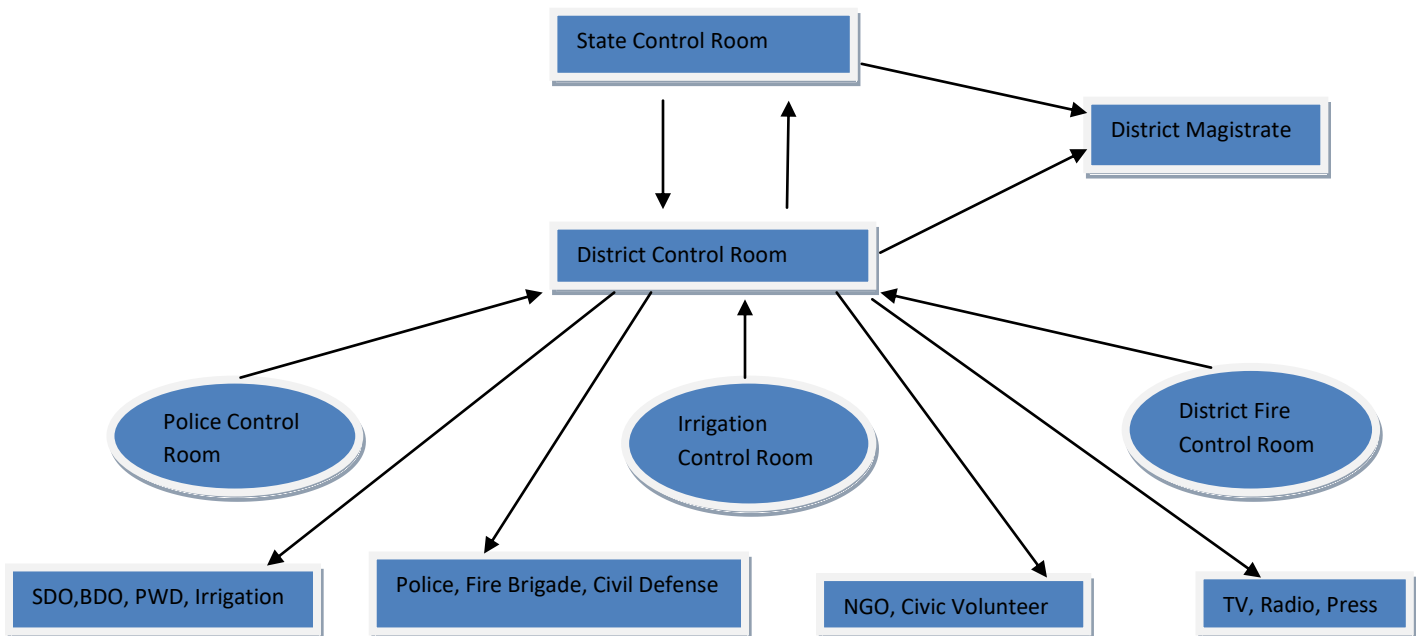 State Control Room
District Magistrate
District Control Room
Police Control
Room
Irrigation
Control Room
District Fire
Control Room
SDO,BDO, PWD, Irrigation
Police, Fire Brigade, Civil Defense
NGO, Civic Volunteer
TV, Radio, Press